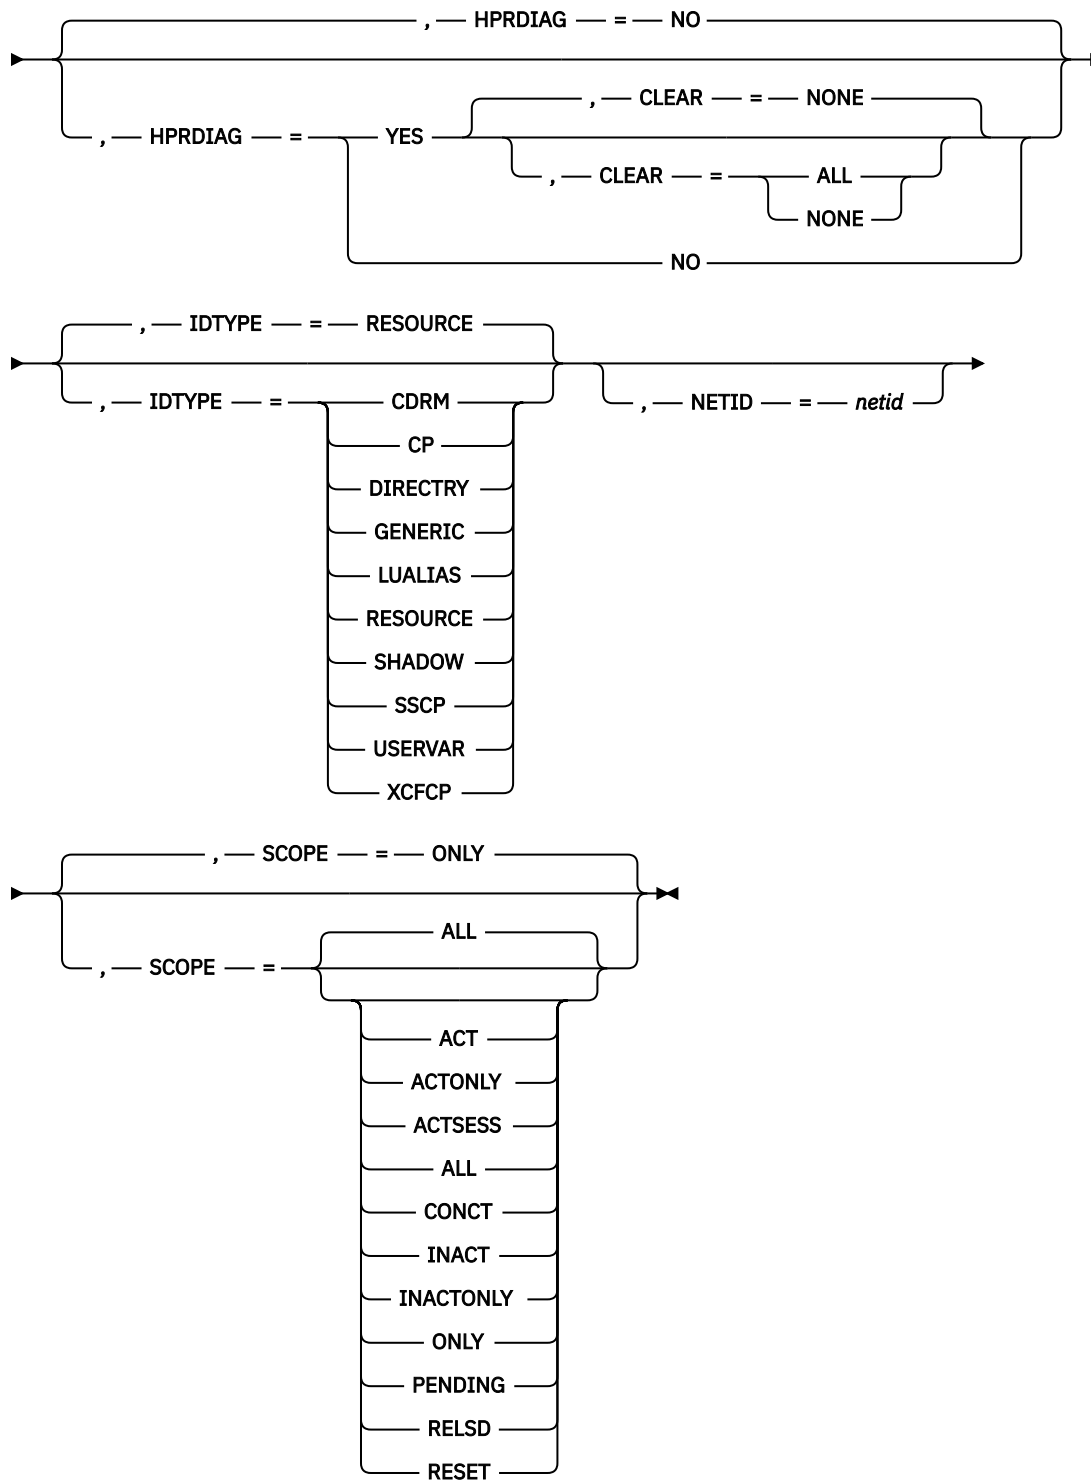 , HPRDIAG = NO
, CLEAR = NONE
, HPRDIAG = YES
, CLEAR = ALL
NONE
NO
, IDTYPE = RESOURCE
, IDTYPE = CDRM
, NETID = netid
CP
DIRECTRY
GENERIC
LUALIAS
RESOURCE
SHADOW
SSCP
USERVAR
XCFCP
, SCOPE = ONLY
ALL
, SCOPE =
ACT
ACTONLY
ACTSESS
ALL
CONCT
INACT
INACTONLY
ONLY
PENDING
RELSD
RESET